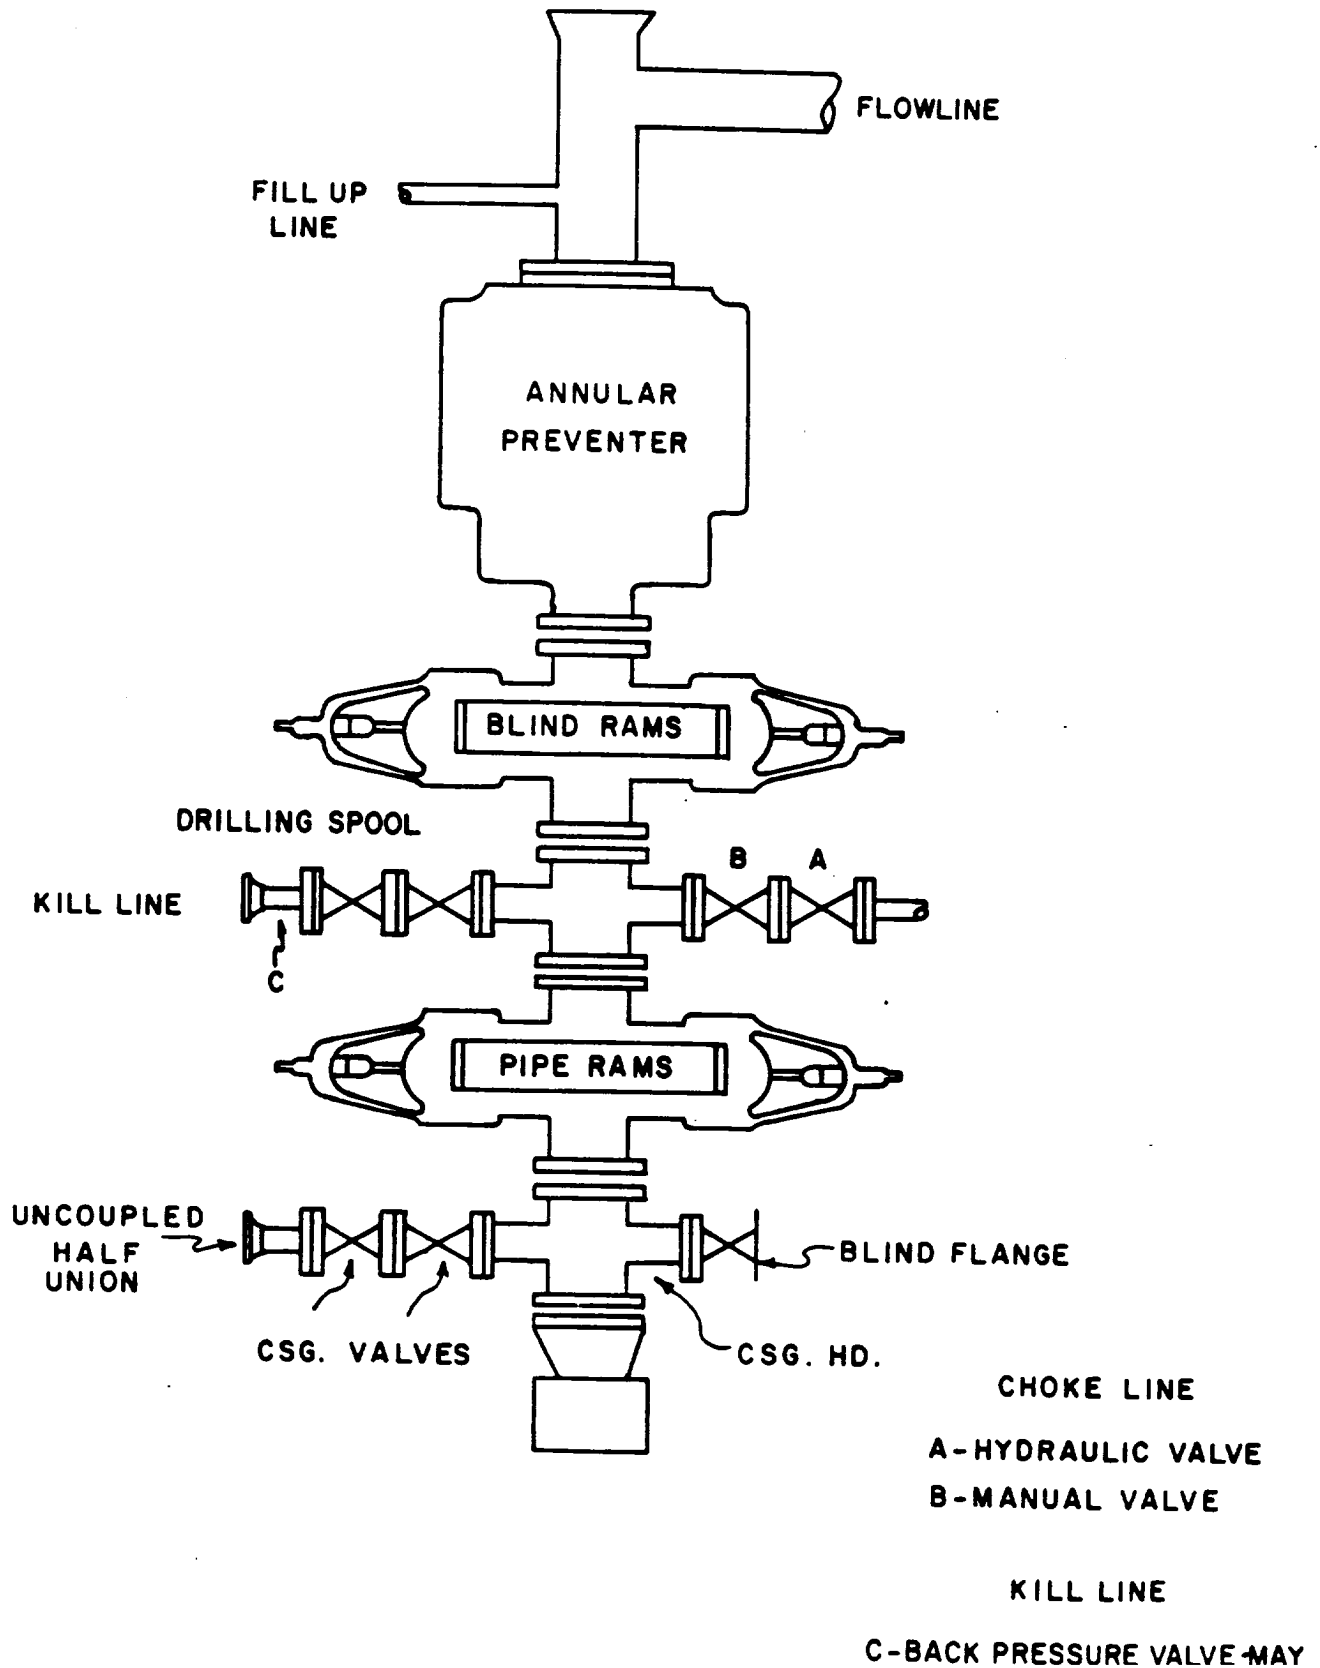 FLOWLINE
FILL UP
LINE
ANNULAR
PREVENTER
BLIND RAMS
DRILLING SPOOL
B A
KILL LINE
C
PIPE RAMS
UNCOUPLED
HALF
UNION
BLIND FLANGE
CSG. VALVES
CSG. HD.
CHOKE LINE
A-HYDRAULIC VALVE
B-MANUAL VALVE
KILL LINE
C-BACK PRESSURE VALVE-MAY